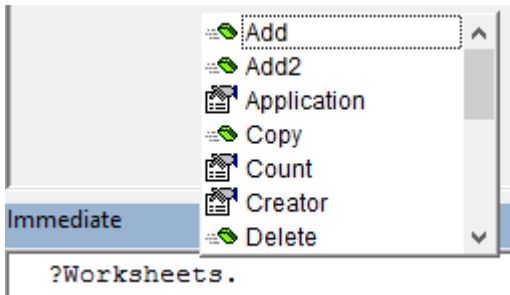 Add
Add2
Application
Copy
Count
Creator
Delete
Immediate
?Worksheets.